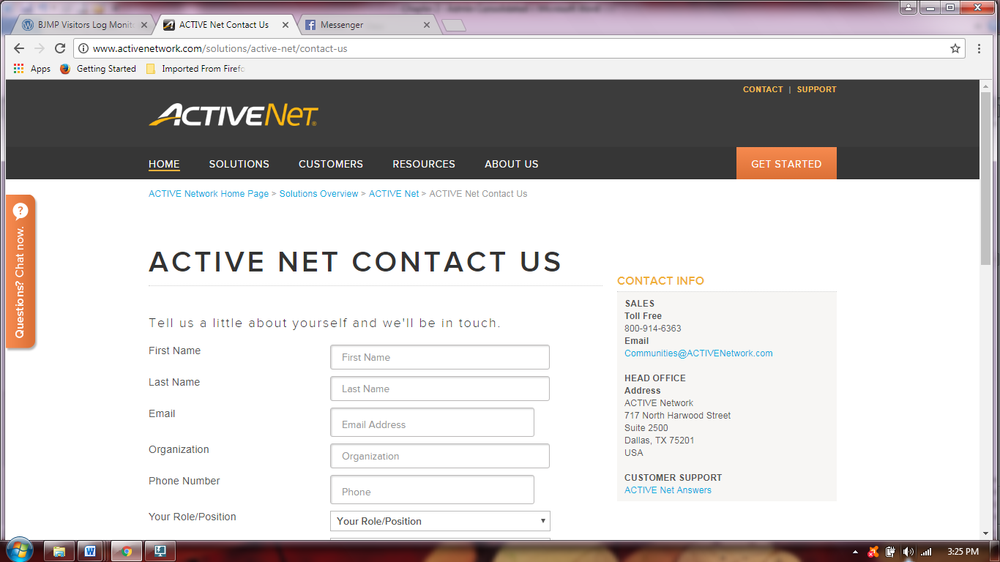 BJMP Visitors Log Monit
ACTIVE Net Contact Us
Messenger
www.activenetwork.com/solutions/active-net/contact-us
Apps
Getting Started
Imported From Firefo
CONTACT | SUPPORT
ACTIVENET®
HOME
SOLUTIONS
CUSTOMERS
RESOURCES
ABOUT US
GET STARTED
ACTIVE Network Home Page > Solutions Overview > ACTIVE Net > ACTIVE Net Contact Us
Questions? Chat now.
ACTIVE NET CONTACT US
Tell us a little about yourself and we'll be in touch.
First Name
First Name
Last Name
Last Name
Email
Email Address
Organization
Organization
Phone Number
Phone
Your Role/Position
Your Role/Position
CONTACT INFO
SALES
Toll Free
800-914-6363
Email
Communities@ACTIVENetwork.com
HEAD OFFICE
Address
ACTIVE Network
717 North Harwood Street
Suite 2500
Dallas, TX 75201
USA
CUSTOMER SUPPORT
ACTIVE Net Answers
3:25 PM